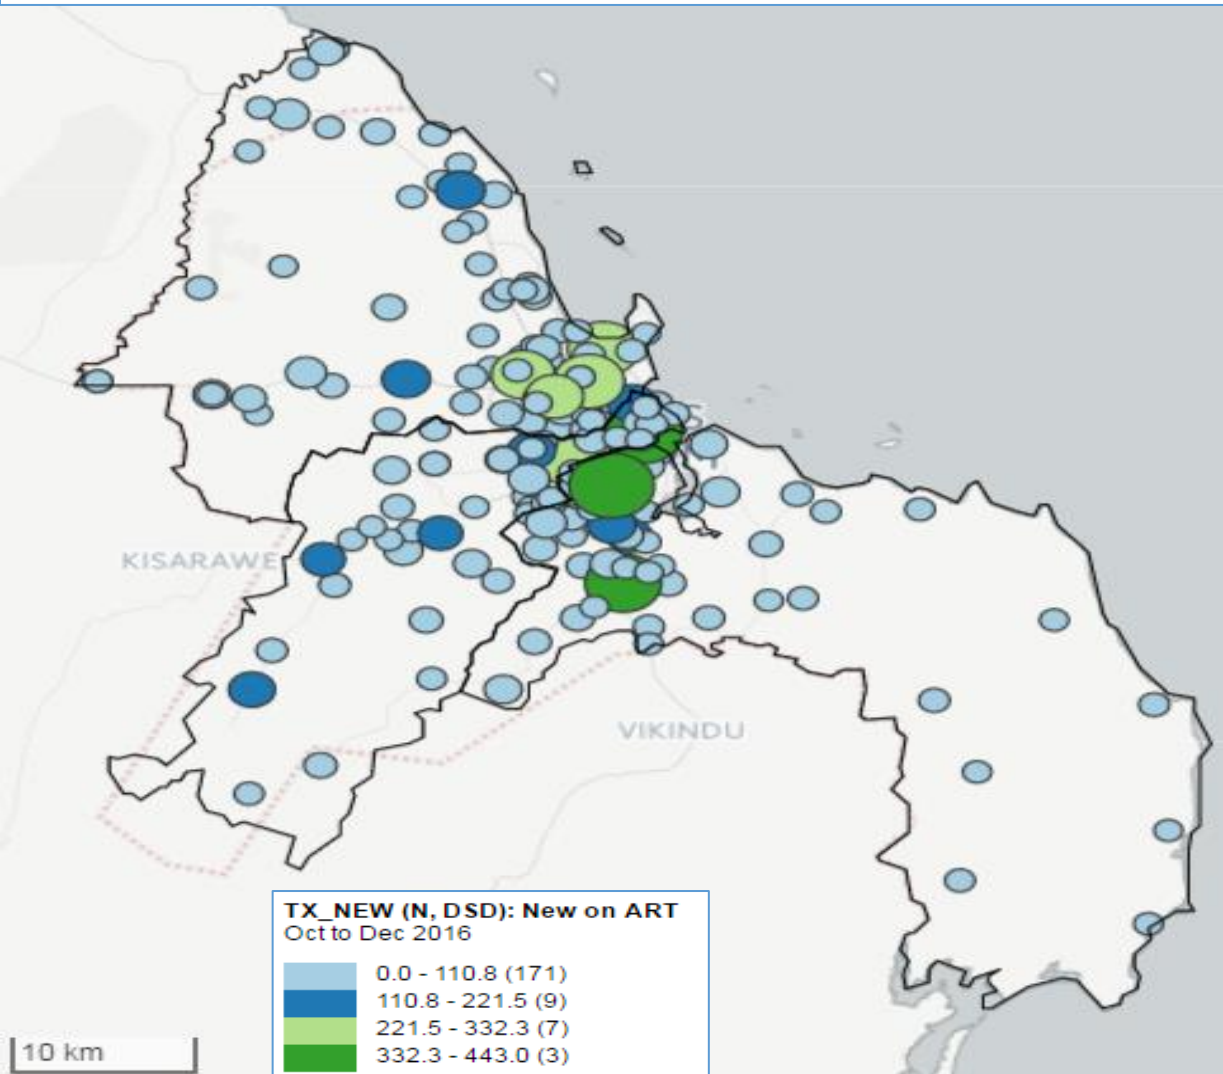 KISARAWE
VIKINDU
TX_NEW (N, DSD): New on ART
Oct to Dec 2016
0.0 - 110.8 (171)
110.8 - 221.5 (9)
221.5 - 332.3 (7)
332.3 - 443.0 (3)
10 km